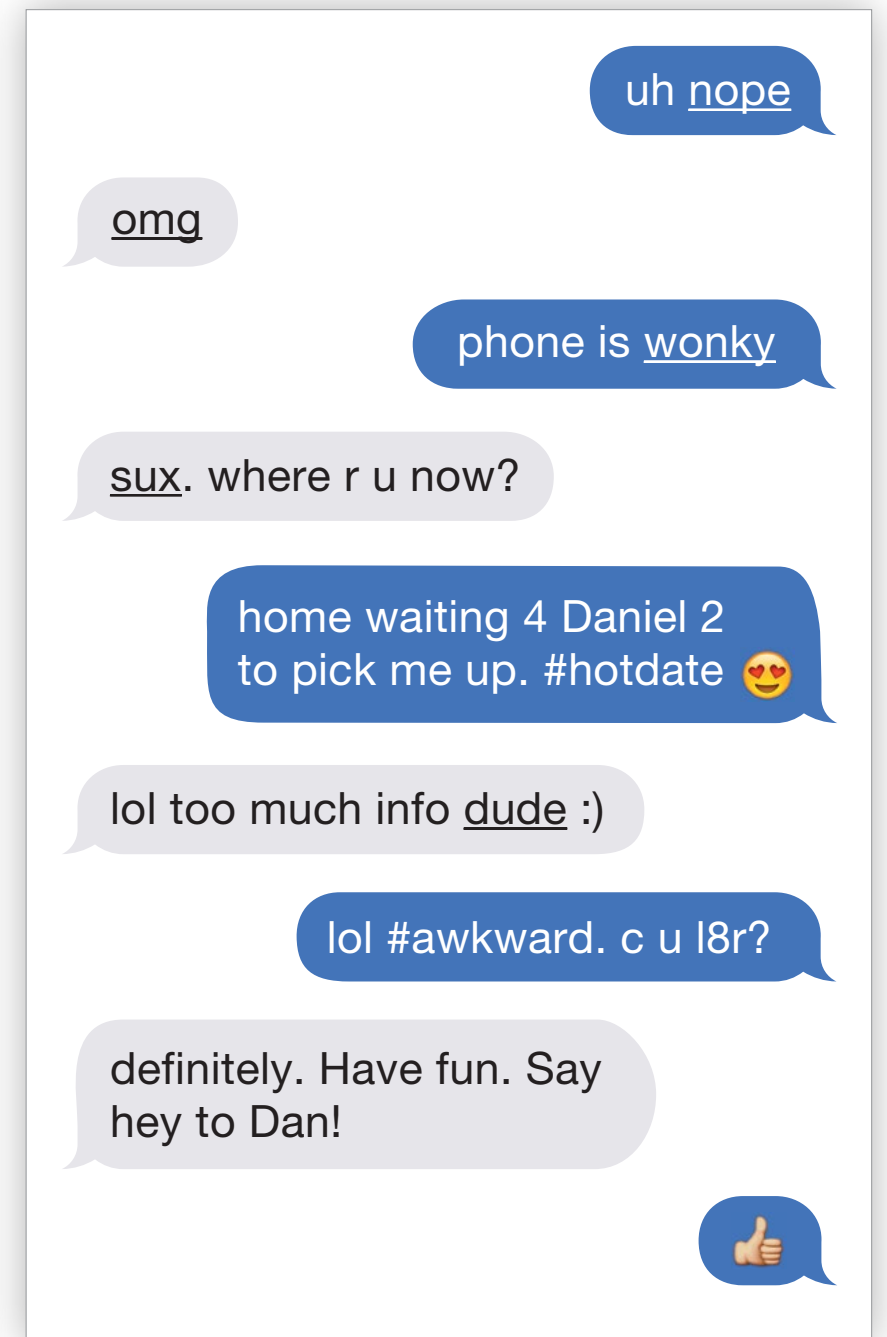 uh nope
omg
phone is wonky
sux. where r u now?
home waiting 4 Daniel 2
to pick me up. #hotdate 😍
lol too much info dude :)
lol #awkward. c u l8r?
definitely. Have fun. Say
hey to Dan!
👍🏼